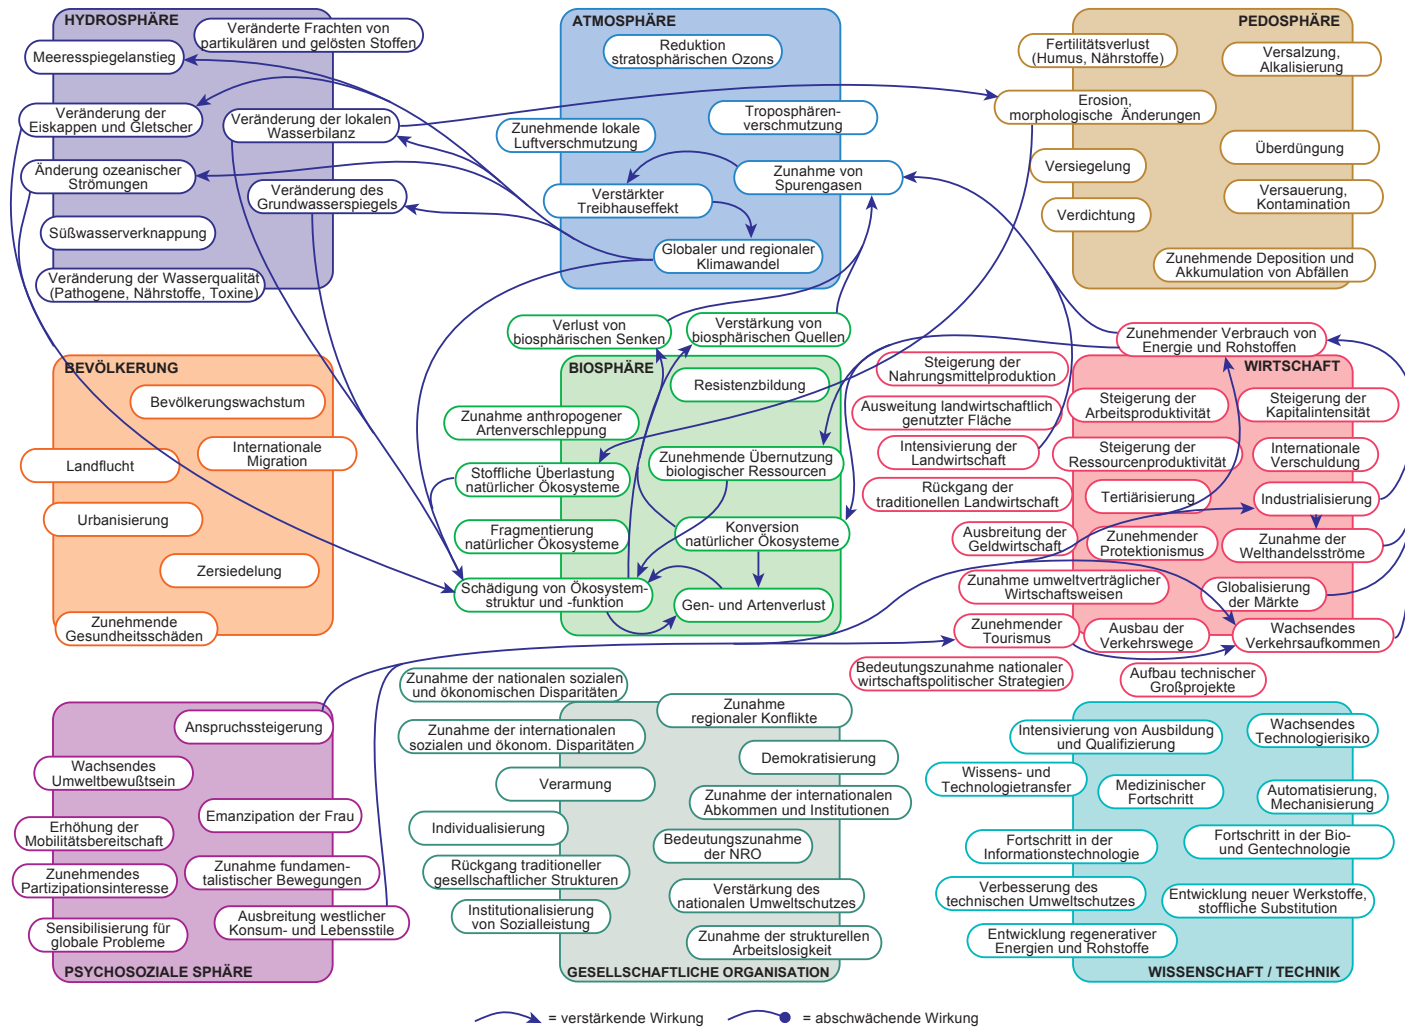 HYDROSPHÄRE
Veränderte Frachten von
partikulären und gelösten Stoffen
Meeresspiegelanstieg
Veränderung der
Eiskappen und Gletscher
Veränderung der lokalen
Wasserbilanz
Änderung ozeanischer
Strömungen
Veränderung des
Grundwasserspiegels
Süßwasserverknappung
Veränderung der Wasserqualität
(Pathogene, Nährstoffe, Toxine)
ATMOSPHÄRE
Reduktion
stratosphärischen Ozons
Troposphären-
verschmutzung
Zunehmende lokale
Luftverschmutzung
Zunahme von
Spurengasen
Verstärkter
Treibhauseffekt
Globaler und regionaler
Klimawandel
PEDOSPHÄRE
Fertilitätsverlust
(Humus, Nährstoffe)
Versalzung,
Alkalisierung
Erosion,
morphologische Änderungen
Überdüngung
Versiegelung
Versauerung,
Kontamination
Verdichtung
Zunehmende Deposition und
Akkumulation von Abfällen
BEVÖLKERUNG
Bevölkerungswachstum
Internationale
Migration
Landflucht
Urbanisierung
Zersiedelung
Zunehmende
Gesundheitsschäden
Verlust von
biosphärischen Senken
Verstärkung von
biosphärischen Quellen
BIOSPHÄRE
Resistenzbildung
Zunahme anthropogener
Artenverschleppung
Zunehmende Übernutzung
biologischer Ressourcen
Stoffliche Überlastung
natürlicher Ökosysteme
Fragmentierung
natürlicher Ökosysteme
Konversion
natürlicher Ökosysteme
Schädigung von Ökosystem-
struktur und -funktion
Gen- und Artenverlust
Zunehmender Verbrauch von
Energie und Rohstoffen
WIRTSCHAFT
Steigerung der
Nahrungsmittelproduktion
Ausweitung landwirtschaftlich
genutzter Fläche
Steigerung der
Arbeitsproduktivität
Steigerung der
Kapitalintensität
Intensivierung der
Landwirtschaft
Steigerung der
Ressourcenproduktivität
Internationale
Verschuldung
Rückgang der
traditionellen Landwirtschaft
Tertiärisierung
Industrialisierung
Ausbreitung der
Geldwirtschaft
Zunehmender
Protektionismus
Zunahme der
Welthandelsströme
Zunahme umweltverträglicher
Wirtschaftsweisen
Globalisierung
der Märkte
Zunehmender
Tourismus
Ausbau der
Verkehrswege
Wachsendes
Verkehrsaufkommen
Bedeutungszunahme nationaler
wirtschaftspolitischer Strategien
Aufbau technischer
Großprojekte
Anspruchssteigerung
Wachsendes
Umweltbewußtsein
Emanzipation der Frau
Erhöhung der
Mobilitätsbereitschaft
Zunahme fundamen-
talistischer Bewegungen
Zunehmendes
Partizipationsinteresse
Ausbreitung westlicher
Konsum- und Lebensstile
Sensibilisierung für
globale Probleme
PSYCHOSOZIALE SPHÄRE
Zunahme der nationalen sozialen
und ökonomischen Disparitäten
Zunahme
regionaler Konflikte
Zunahme der internationalen
sozialen und ökonom. Disparitäten
Demokratisierung
Verarmung
Zunahme der internationalen
Abkommen und Institutionen
Individualisierung
Bedeutungszunahme
der NRO
Rückgang traditioneller
gesellschaftlicher Strukturen
Verstärkung des
nationalen Umweltschutzes
Institutionalisierung
von Sozialleistung
Zunahme der strukturellen
Arbeitslosigkeit
GESELLSCHAFTLICHE ORGANISATION
Intensivierung von Ausbildung
und Qualifizierung
Wachsendes
Technologierisiko
Wissens- und
Technologietransfer
Medizinischer
Fortschritt
Automatisierung,
Mechanisierung
Fortschritt in der
Informationstechnologie
Fortschritt in der Bio-
und Gentechnologie
Verbesserung des
technischen Umweltschutzes
Entwicklung neuer Werkstoffe,
stoffliche Substitution
Entwicklung regenerativer
Energien und Rohstoffe
WISSENSCHAFT / TECHNIK
= verstärkende Wirkung
= abschwächende Wirkung